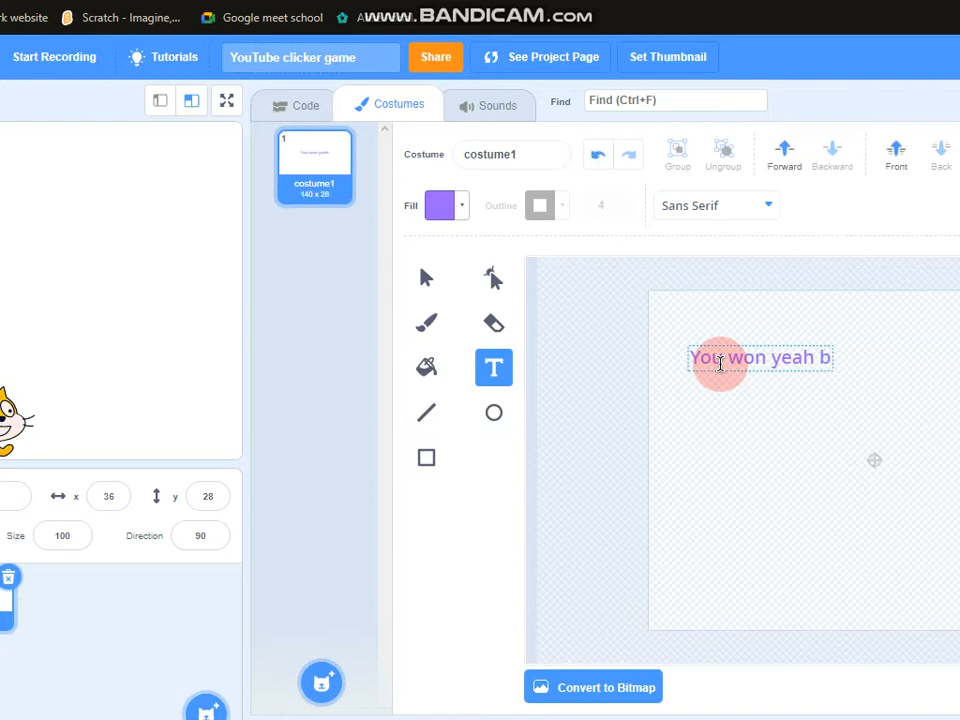 rk website
Scratch - Imagine,...
Google meet school
A
WWW.BANDICAM.COM
Start Recording
Tutorials
YouTube clicker game
Share
See Project Page
Set Thumbnail
Code
Costumes
Sounds
Find
Find (Ctrl+F)
1
costume1
140 x 28
Costume
costume1
Group
Ungroup
Forward
Backward
Front
Back
Fill
Outline
4
Sans Serif
You won yeah b
T
x
36
y
28
Size
100
Direction
90
Convert to Bitmap